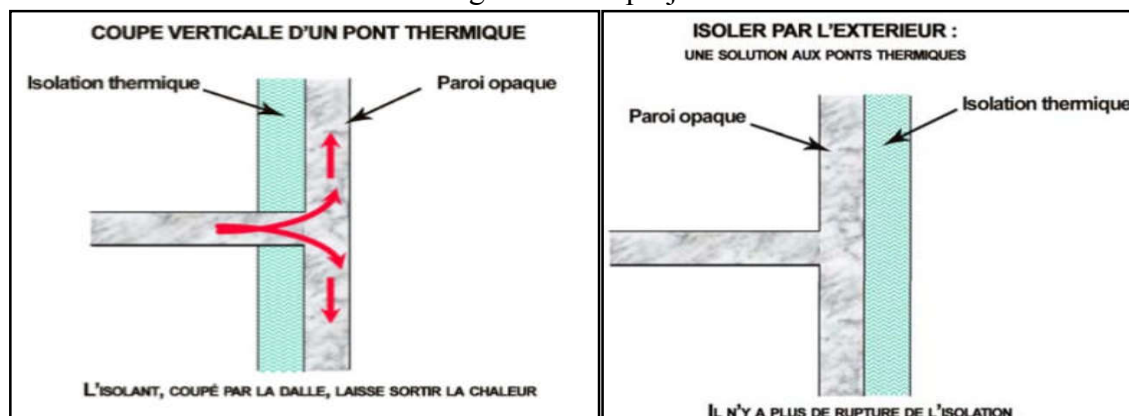 COUPE VERTICALE D'UN PONT THERMIQUE
Isolation thermique
Paroi opaque
L'ISOLANT, COUPÉ PAR LA DALLE, LAISSE SORTIR LA CHALEUR
ISOLER PAR L'EXTERIEUR :
UNE SOLUTION AUX PONTS THERMIQUES
Paroi opaque
Isolation thermique
IL N'Y A PLUS DE RUPTURE DE L'ISOLATION